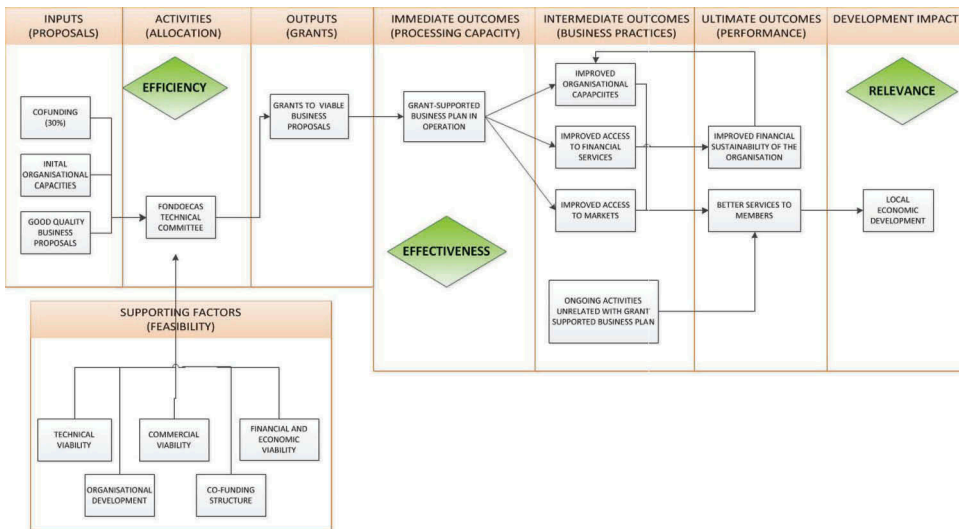 INPUTS
(PROPOSALS)
ACTIVITIES
(ALLOCATION)
OUTPUTS
(GRANTS)
IMMEDIATE OUTCOMES
(PROCESSING CAPACITY)
INTERMEDIATE OUTCOMES
(BUSINESS PRACTICES)
ULTIMATE OUTCOMES
(PERFORMANCE)
DEVELOPMENT IMPACT
EFFICIENCY
RELEVANCE
COFUNDING
(30%)
INITAL
ORGANISATIONAL
CAPACITIES
GOOD QUALITY
BUSINESS
PROPOSALS
FONDOECAS
TECHNICAL
COMMITTEE
GRANTS TO VIABLE
BUSINESS
PROPOSALS
GRANT-SUPPORTED
BUSINESS PLAN IN
OPERATION
IMPROVED
ORGANISATIONAL
CAPAPCIITES
IMPROVED ACCESS
TO FINANCIAL
SERVICES
IMPROVED ACCESS
TO MARKETS
IMPROVED FINANCIAL
SUSTAINABILITY OF THE
ORGANISATION
BETTER SERVICES TO
MEMBERS
LOCAL
ECONOMIC
DEVELOPMENT
EFFECTIVENESS
ONGOING ACTIVITIES
UNRELATED WITH GRANT
SUPPORTED BUSINESS PLAN
SUPPORTING FACTORS
(FEASIBILITY)
TECHNICAL
VIABILITY
COMMERCIAL
VIABILITY
FINANCIAL AND
ECONOMIC
VIABILITY
ORGANISATIONAL
DEVELOPMENT
CO-FUNDING
STRUCTURE